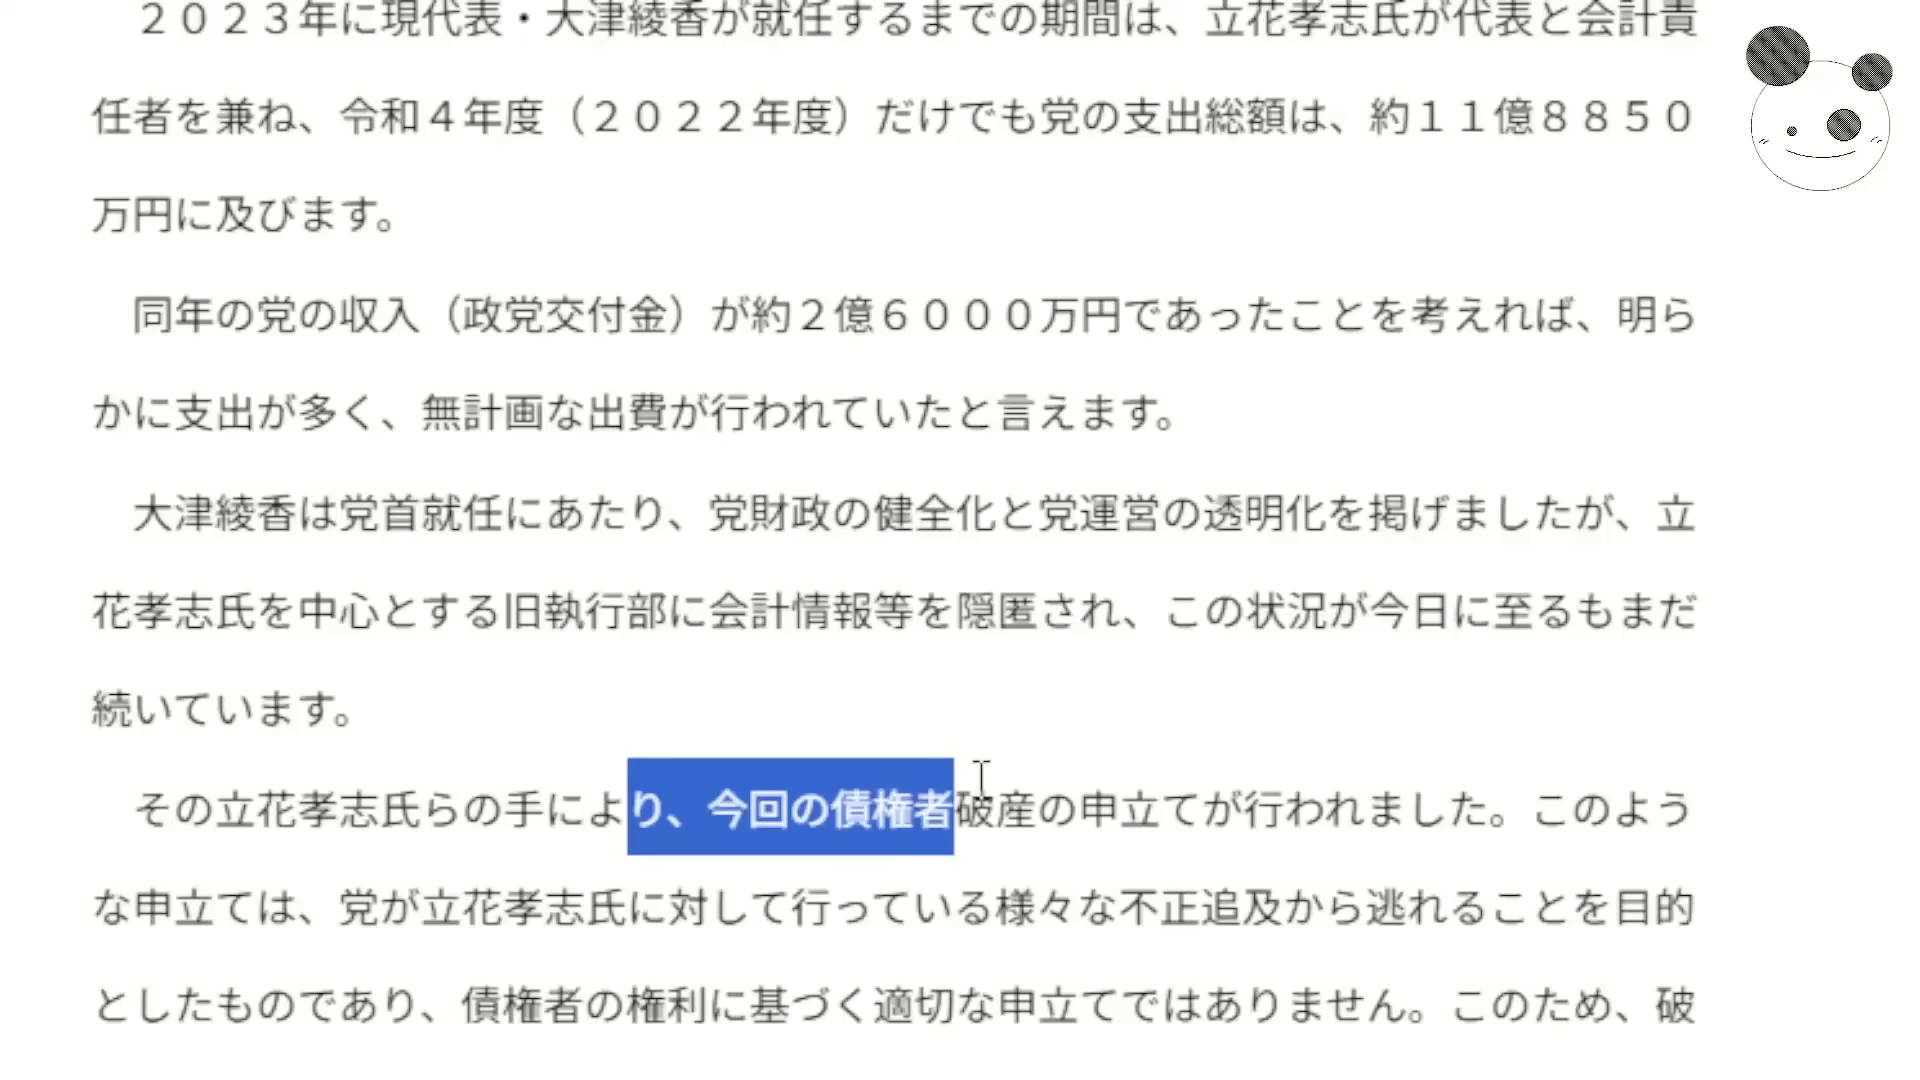 ２０２３年に現代表・大津綾香が就任するまでの期間は、立花孝志氏が代表と会計責
任者を兼ね、令和４年度（２０２２年度）だけでも党の支出総額は、約１１億８８５０
万円に及びます。
同年の党の収入（政党交付金）が約２億６０００万円であったことを考えれば、明ら
かに支出が多く、無計画な出費が行われていたと言えます。
大津綾香は党首就任にあたり、党財政の健全化と党運営の透明化を掲げましたが、立
花孝志氏を中心とする旧執行部に会計情報等を隠匿され、この状況が今日に至るもまだ
続いています。
その立花孝志氏らの手により、今回の債権者破産の申立てが行われました。このよう
な申立ては、党が立花孝志氏に対して行っている様々な不正追及から逃れることを目的
としたものであり、債権者の権利に基づく適切な申立てではありません。このため、破